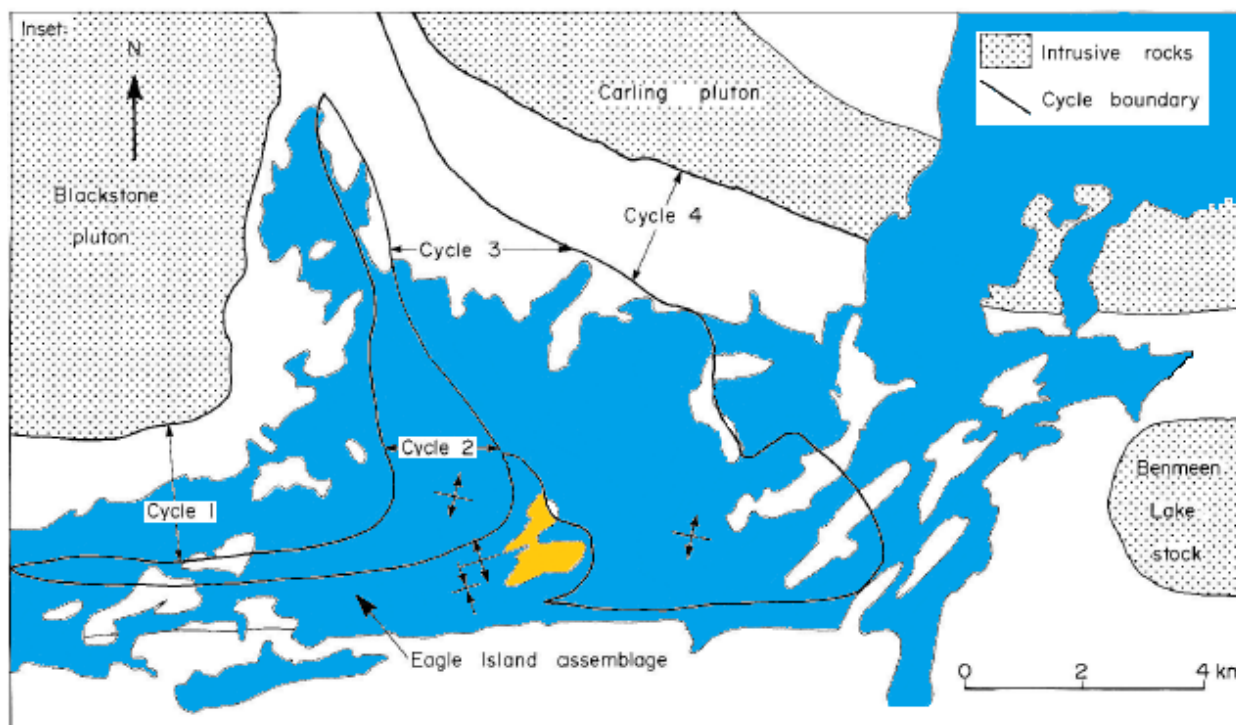 Inset:
N
Intrusive rocks
Cycle boundary
Carling pluton
Blackstone
pluton
Cycle 4
Cycle 3
Cycle 2
Cycle 1
Benmeen
Lake
stock
Eagle Island assemblage
0 2 4 km